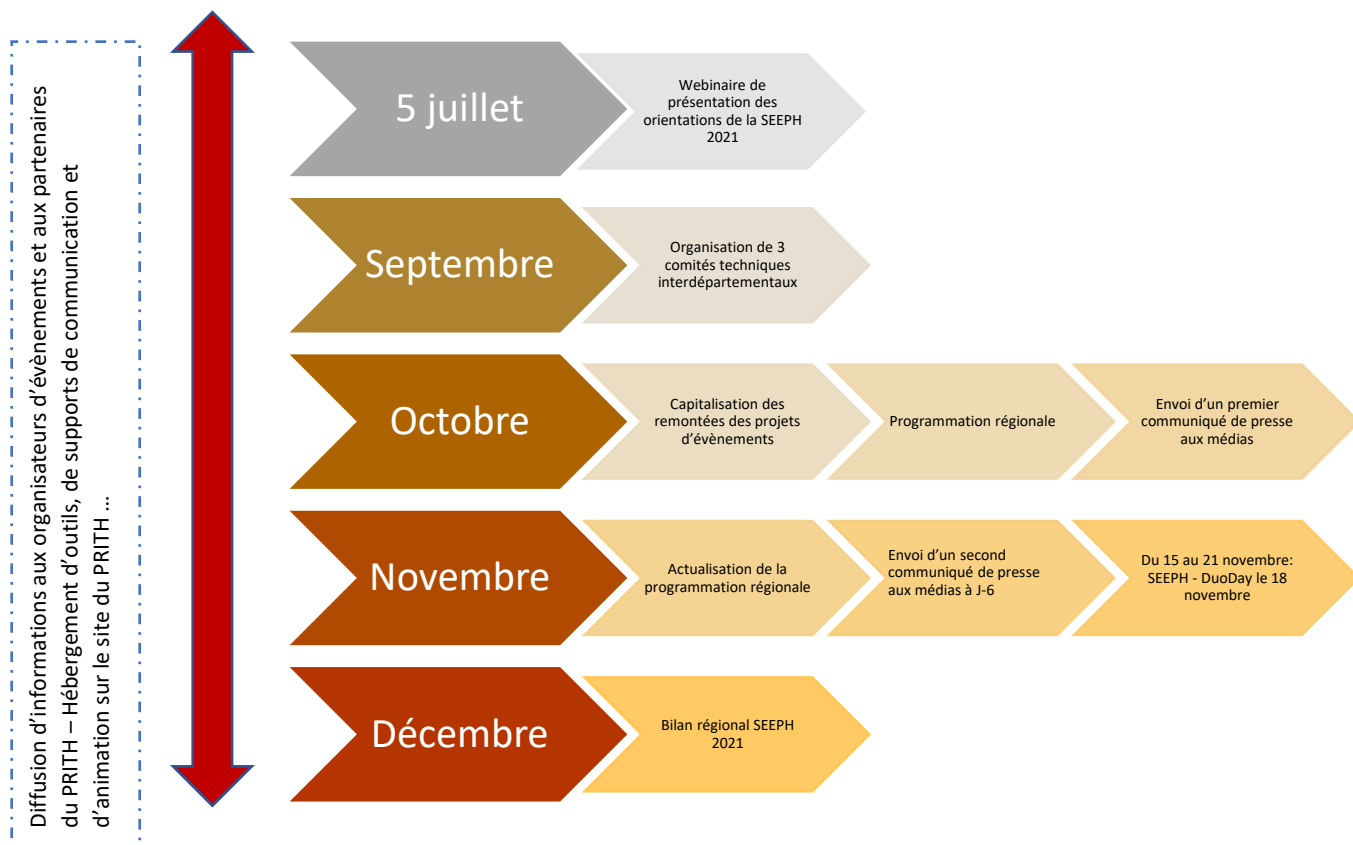 Diffusion d'informations aux organisateurs d'évènements et aux partenaires
du PRITH – Hébergement d'outils, de supports de communication et
d'animation sur le site du PRITH …
5 juillet
Webinaire de
présentation des
orientations de la SEEPH
2021
Septembre
Organisation de 3
comités techniques
interdépartementaux
Octobre
Capitalisation des
remontées des projets
d'évènements
Programmation régionale
Envoi d'un premier
communiqué de presse
aux médias
Novembre
Actualisation de la
programmation régionale
Envoi d'un second
communiqué de presse
aux médias à J-6
Du 15 au 21 novembre:
SEEPH - DuoDay le 18
novembre
Décembre
Bilan régional SEEPH
2021